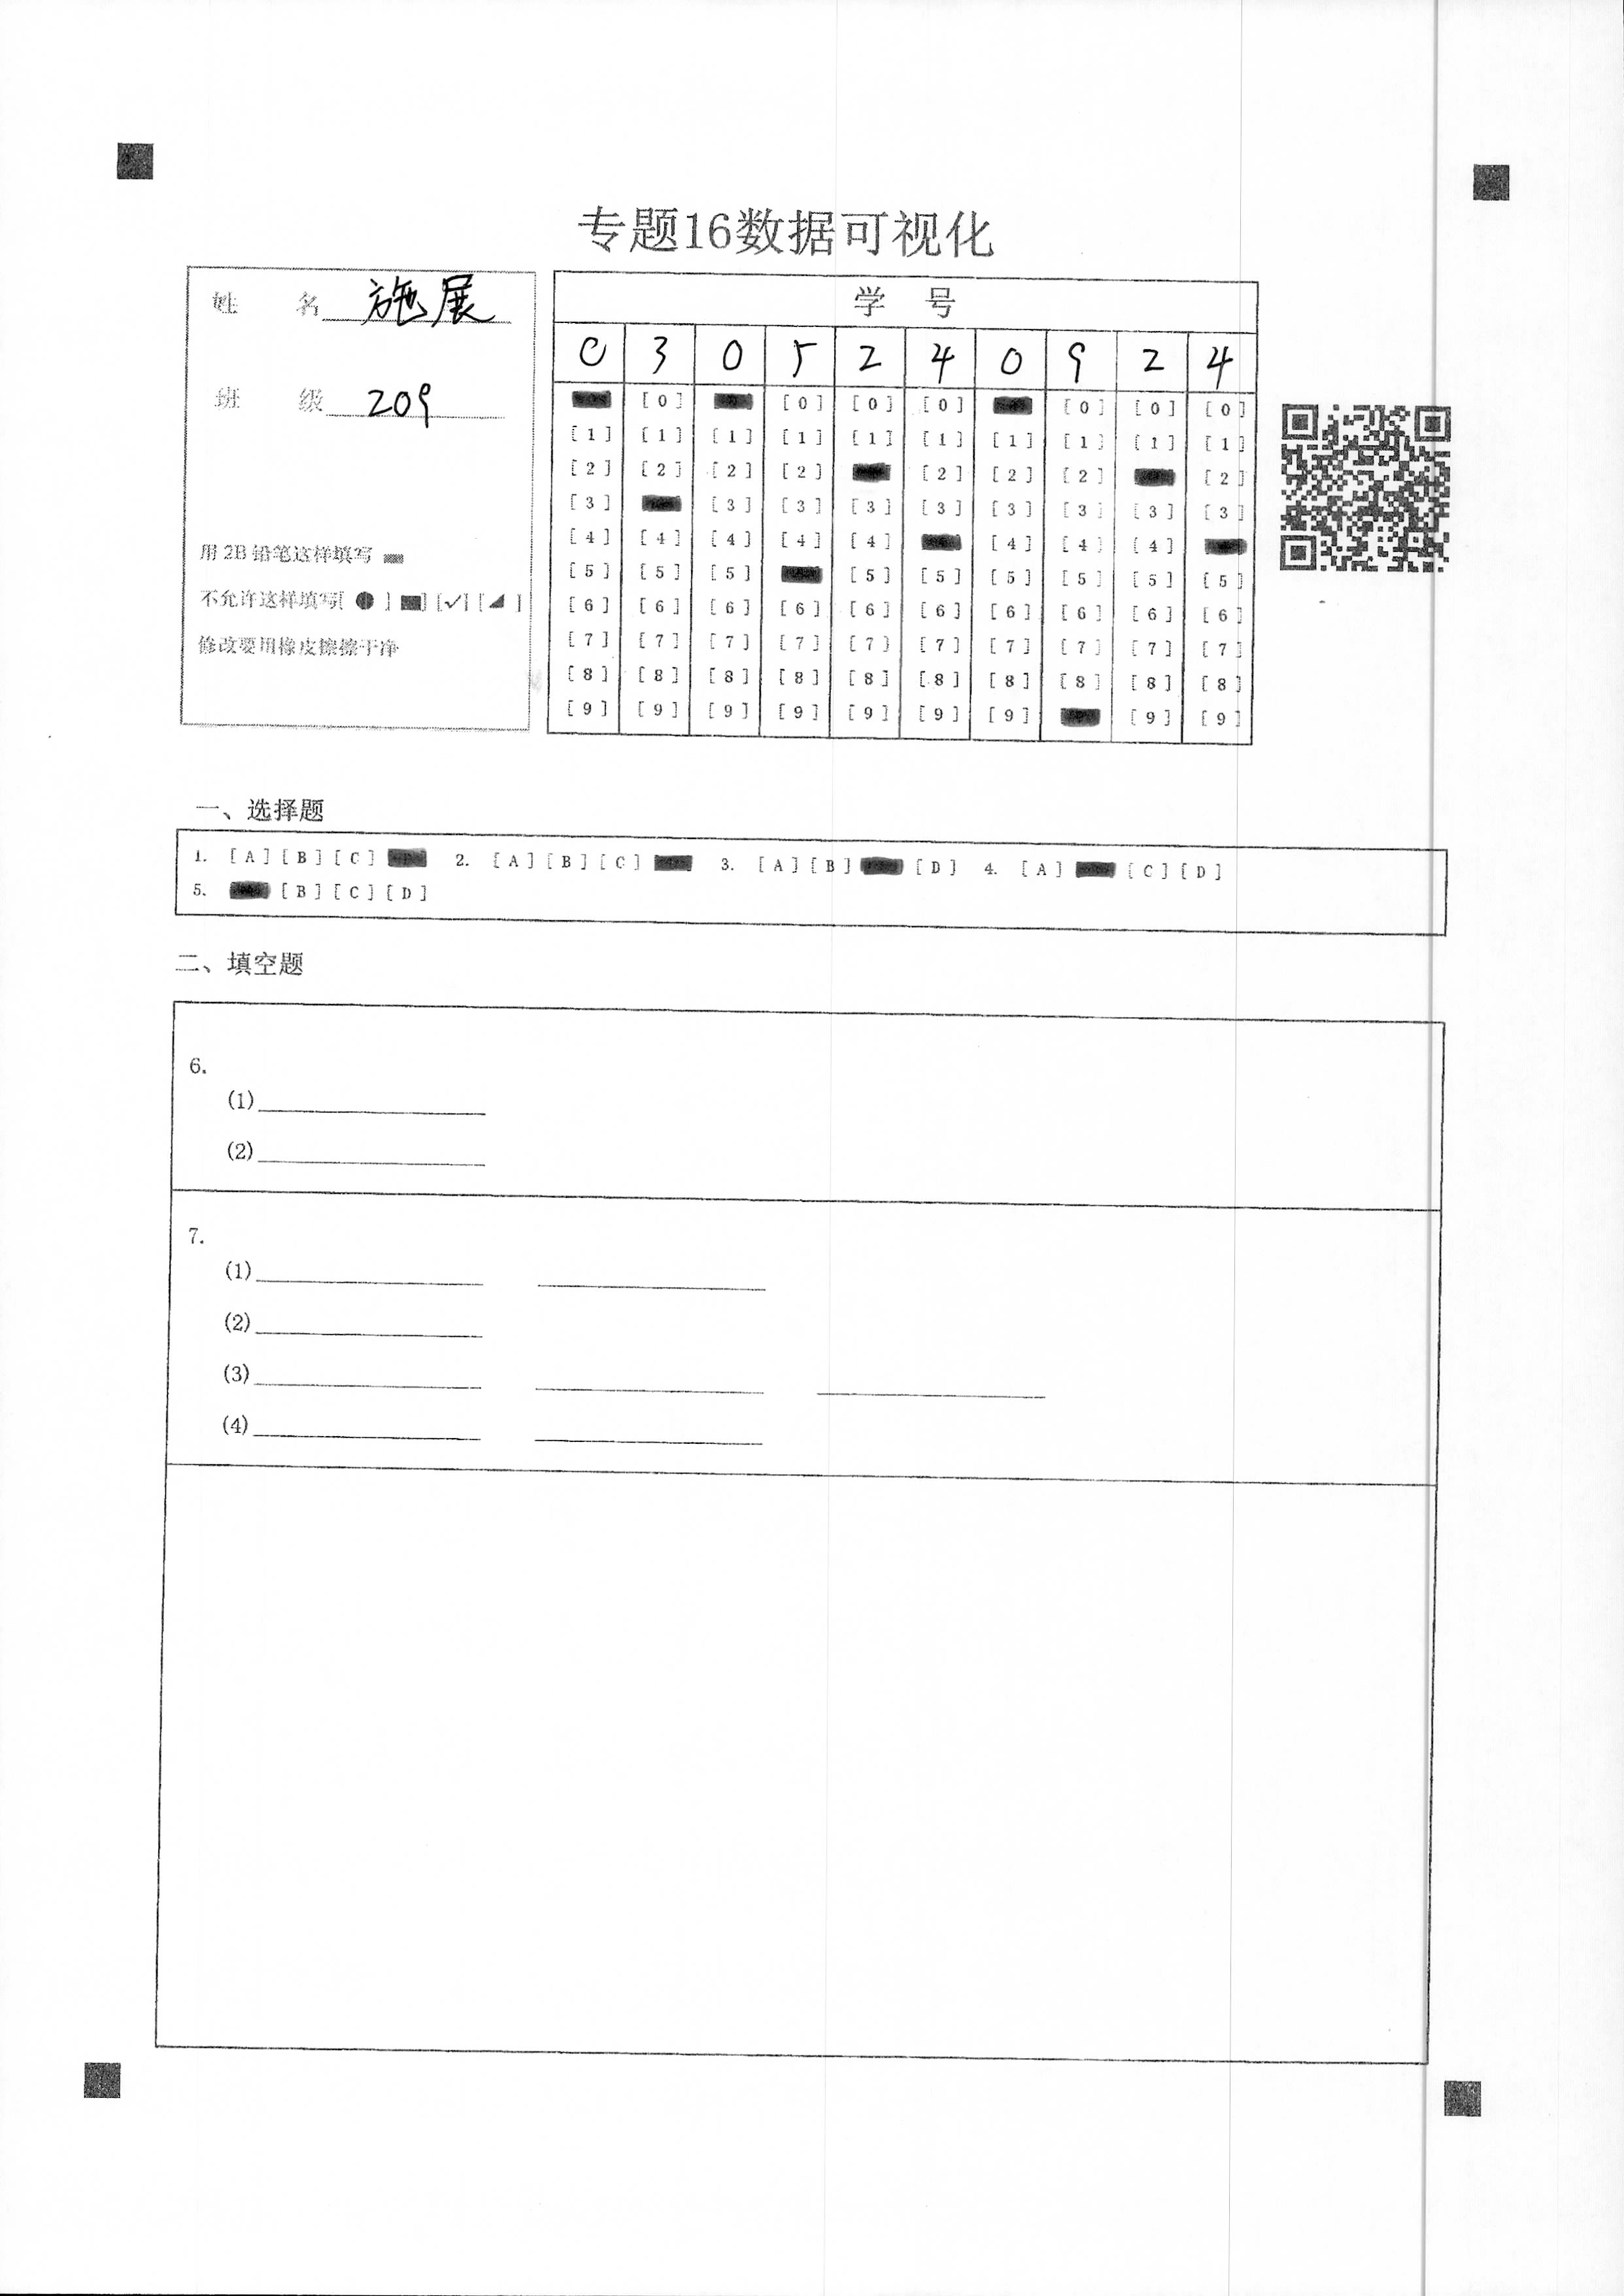 专题16数据可视化
姓 名 施展
班 级 209
用 2B 铅笔这样填写
不允许这样填写[ ] [ ] [✓] [ ]
修改要用橡皮擦擦干净
学 号
0 3 0 5 2 4 0 9 2 4
[0] [0] [0] [0] [0] [0] [0]
[1] [1] [1] [1] [1] [1] [1] [1] [1] [1]
[2] [2] [2] [2] [2] [2] [2] [2]
[3] [3] [3] [3] [3] [3] [3] [3] [3]
[4] [4] [4] [4] [4] [4] [4] [4]
[5] [5] [5] [5] [5] [5] [5] [5] [5]
[6] [6] [6] [6] [6] [6] [6] [6] [6] [6]
[7] [7] [7] [7] [7] [7] [7] [7] [7] [7]
[8] [8] [8] [8] [8] [8] [8] [8] [8] [8]
[9] [9] [9] [9] [9] [9] [9] [9] [9]
一、选择题
1. [A] [B] [C] 2. [A] [B] [C] 3. [A] [B] [D] 4. [A] [C] [D]
5. [B] [C] [D]
二、填空题
6.
(1)
(2)
7.
(1)
(2)
(3)
(4)